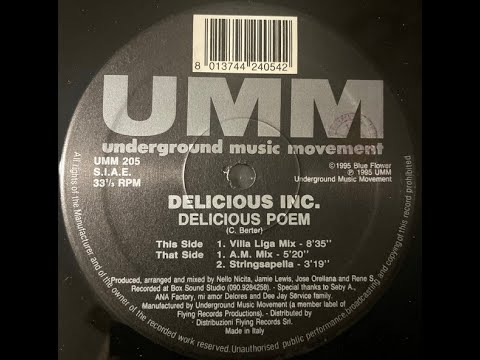 8 013744 240542
UMM
underground music movement
UMM 205
S.I.A.E.
33⅓ RPM
© 1995 Blue Flower
℗ 1995 UMM
Underground Music Movement
DELICIOUS INC.
DELICIOUS POEM
(C. Berter)
This Side 1. Villa Liga Mix - 8'35''
That Side 1. A.M. Mix - 5'20''
2. Stringsapella - 3'19''
Produced, arranged and mixed by Nello Nicita, Jamie Lewis, Jose Orellana and Rene S..
Recorded at Box Sound Studio (090.9284258). - Special thanks to Seby A.,
ANA Factory, mi amor Delores and Dee Jay Service family.
Manufactured by Underground Music Movement (a member label of
Flying Records Productions). - Distributed by
Distribuzioni Flying Records Srl.
Made in Italy
All rights of the Manufacturer and of the owner of the recorded work reserved. Unauthorised public performance, broadcasting and copying of this record prohibited